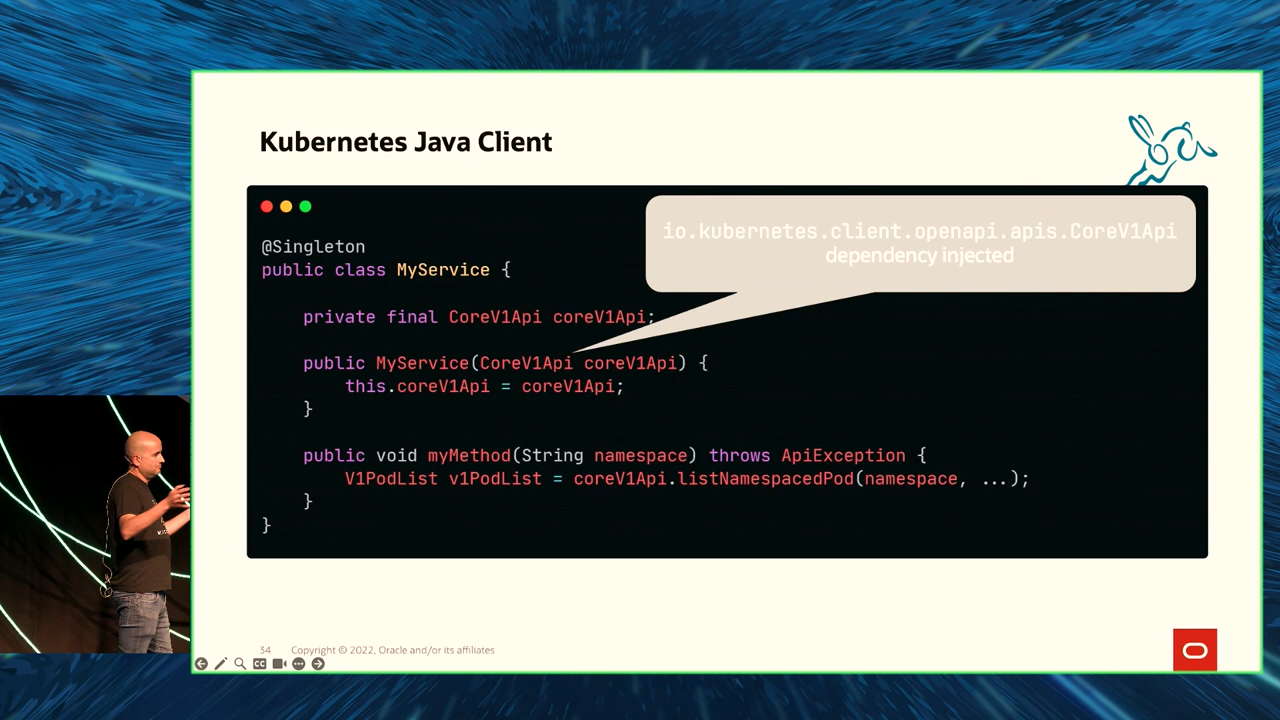 Kubernetes Java Client
io.kubernetes.client.openapi.apis.CoreV1Api
dependency injected
@Singleton
public class MyService {
private final CoreV1Api coreV1Api;
public MyService(CoreV1Api coreV1Api) {
this.coreV1Api = coreV1Api;
}
public void myMethod(String namespace) throws ApiException {
V1PodList v1PodList = coreV1Api.listNamespacedPod(namespace, ...);
}
}
34 Copyright © 2022, Oracle and/or its affiliates
CC